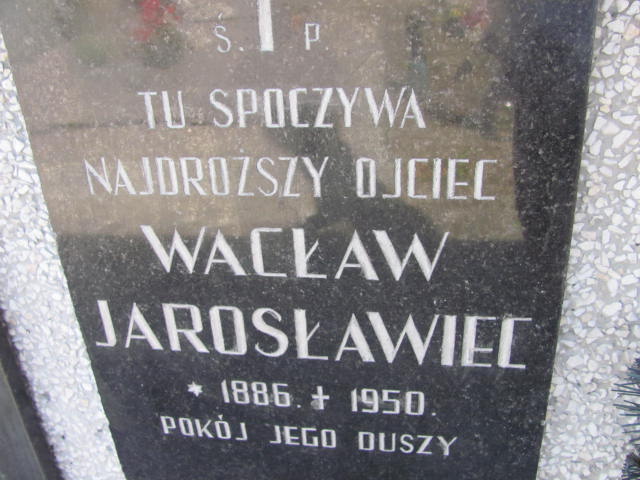 Ś. P.
TU SPOCZYWA
NAJDROZSZY OJCIEC
WACŁAW
JAROSŁAWIEC
* 1886. ✝ 1950.
POKÓJ JEGO DUSZY